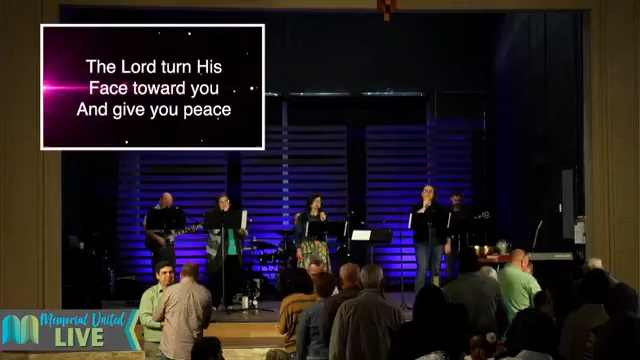 The Lord turn His
Face toward you
And give you peace
Memorial United
LIVE